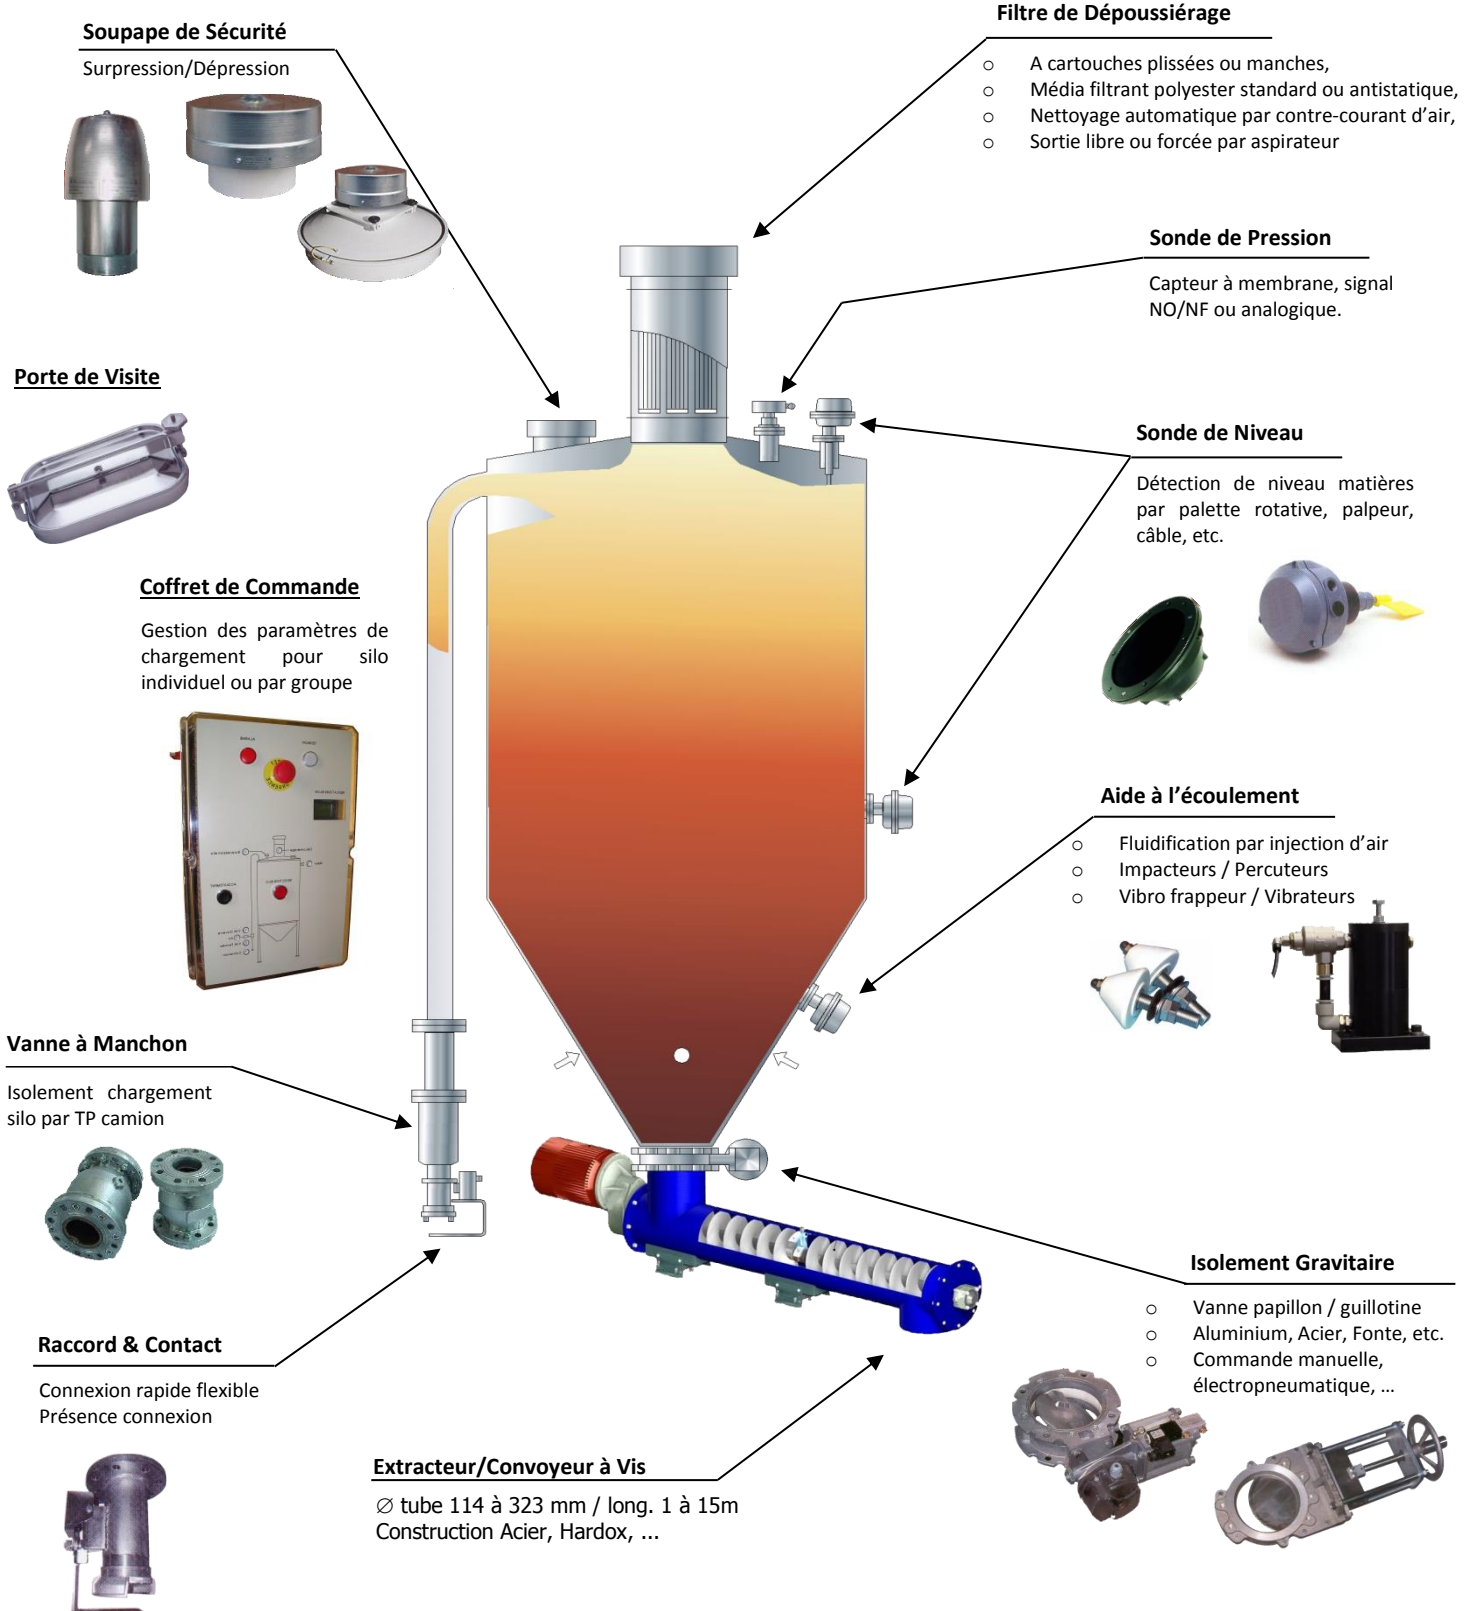 Soupape de Sécurité
Surpression/Dépression
Filtre de Dépoussiérage
o A cartouches plissées ou manches,
o Média filtrant polyester standard ou antistatique,
o Nettoyage automatique par contre-courant d’air,
o Sortie libre ou forcée par aspirateur
Sonde de Pression
Capteur à membrane, signal
NO/NF ou analogique.
Porte de Visite
Sonde de Niveau
Détection de niveau matières
par palette rotative, palpeur,
câble, etc.
Coffret de Commande
Gestion des paramètres de
chargement pour silo
individuel ou par groupe
Aide à l’écoulement
o Fluidification par injection d’air
o Impacteurs / Percuteurs
o Vibro frappeur / Vibrateurs
Vanne à Manchon
Isolement chargement
silo par TP camion
Isolement Gravitaire
o Vanne papillon / guillotine
o Aluminium, Acier, Fonte, etc.
o Commande manuelle,
électropneumatique, ...
Raccord & Contact
Connexion rapide flexible
Présence connexion
Extracteur/Convoyeur à Vis
∅ tube 114 à 323 mm / long. 1 à 15m
Construction Acier, Hardox, ...